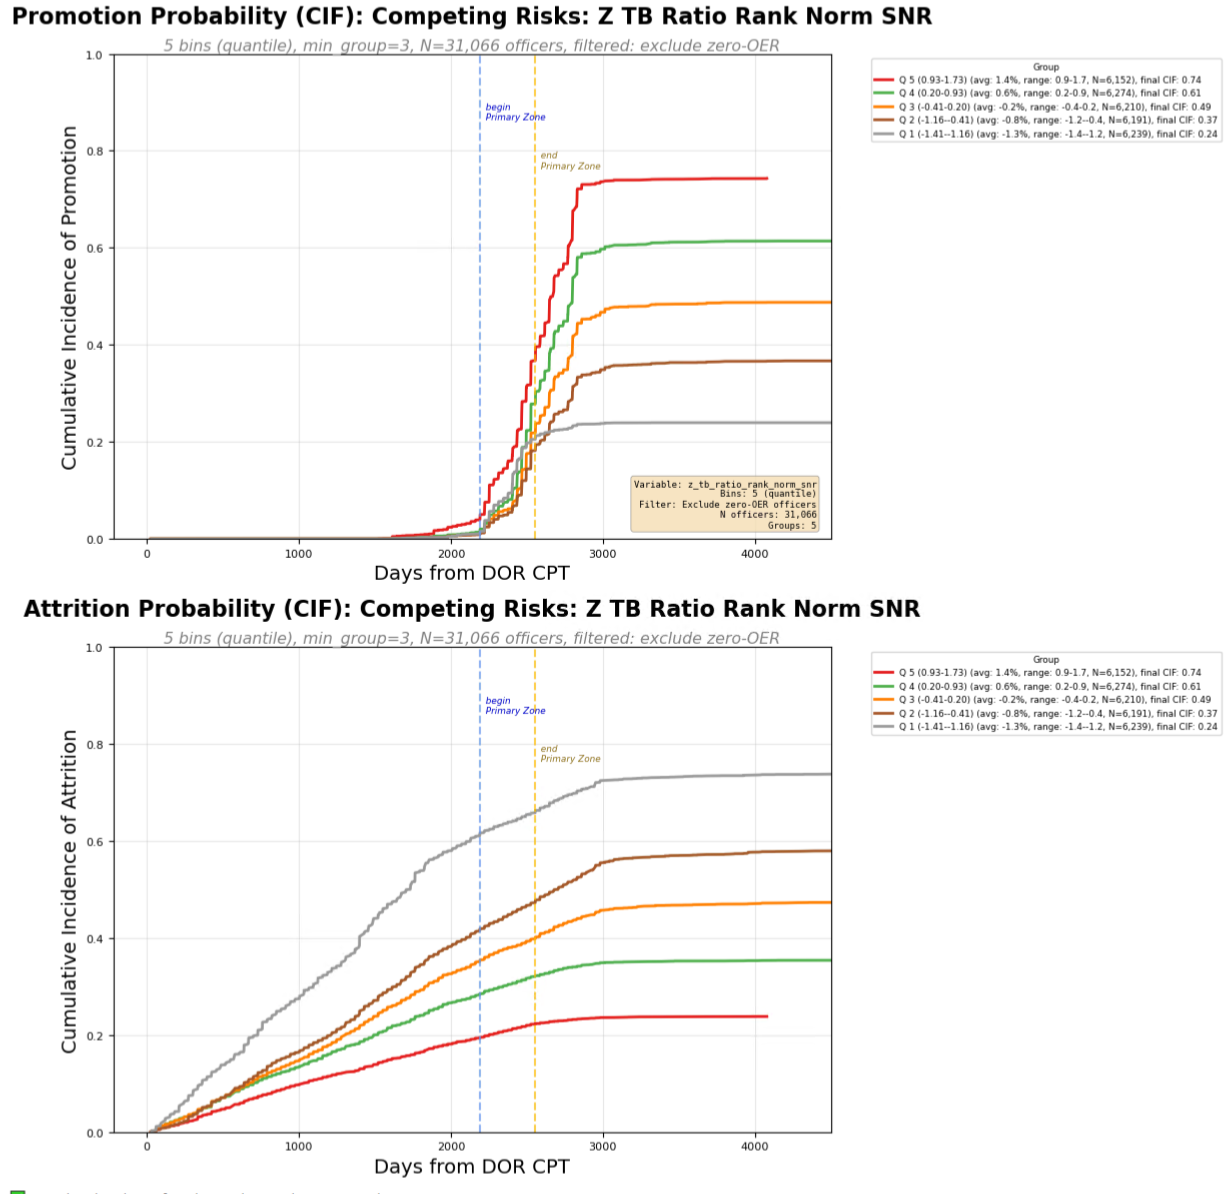 Promotion Probability (CIF): Competing Risks: Z TB Ratio Rank Norm SNR
5 bins (quantile), min_group=3, N=31,066 officers, filtered: exclude zero-OER
Cumulative Incidence of Promotion
1.0
0.8
0.6
0.4
0.2
0.0
begin
Primary Zone
end
Primary Zone
Variable: z_tb_ratio_rank_norm_snr
Bins: 5 (quantile)
Filter: Exclude zero-OER officers
N officers: 31,066
Groups: 5
0
1000
2000
3000
4000
Days from DOR CPT
Group
Q 5 (0.93-1.73) (avg: 1.4%, range: 0.9-1.7, N=6,152), final CIF: 0.74
Q 4 (0.20-0.93) (avg: 0.6%, range: 0.2-0.9, N=6,274), final CIF: 0.61
Q 3 (-0.41-0.20) (avg: -0.2%, range: -0.4-0.2, N=6,210), final CIF: 0.49
Q 2 (-1.16--0.41) (avg: -0.8%, range: -1.2--0.4, N=6,191), final CIF: 0.37
Q 1 (-1.41--1.16) (avg: -1.3%, range: -1.4--1.2, N=6,239), final CIF: 0.24
Attrition Probability (CIF): Competing Risks: Z TB Ratio Rank Norm SNR
5 bins (quantile), min_group=3, N=31,066 officers, filtered: exclude zero-OER
Cumulative Incidence of Attrition
1.0
0.8
0.6
0.4
0.2
0.0
begin
Primary Zone
end
Primary Zone
0
1000
2000
3000
4000
Days from DOR CPT
Group
Q 5 (0.93-1.73) (avg: 1.4%, range: 0.9-1.7, N=6,152), final CIF: 0.74
Q 4 (0.20-0.93) (avg: 0.6%, range: 0.2-0.9, N=6,274), final CIF: 0.61
Q 3 (-0.41-0.20) (avg: -0.2%, range: -0.4-0.2, N=6,210), final CIF: 0.49
Q 2 (-1.16--0.41) (avg: -0.8%, range: -1.2--0.4, N=6,191), final CIF: 0.37
Q 1 (-1.41--1.16) (avg: -1.3%, range: -1.4--1.2, N=6,239), final CIF: 0.24